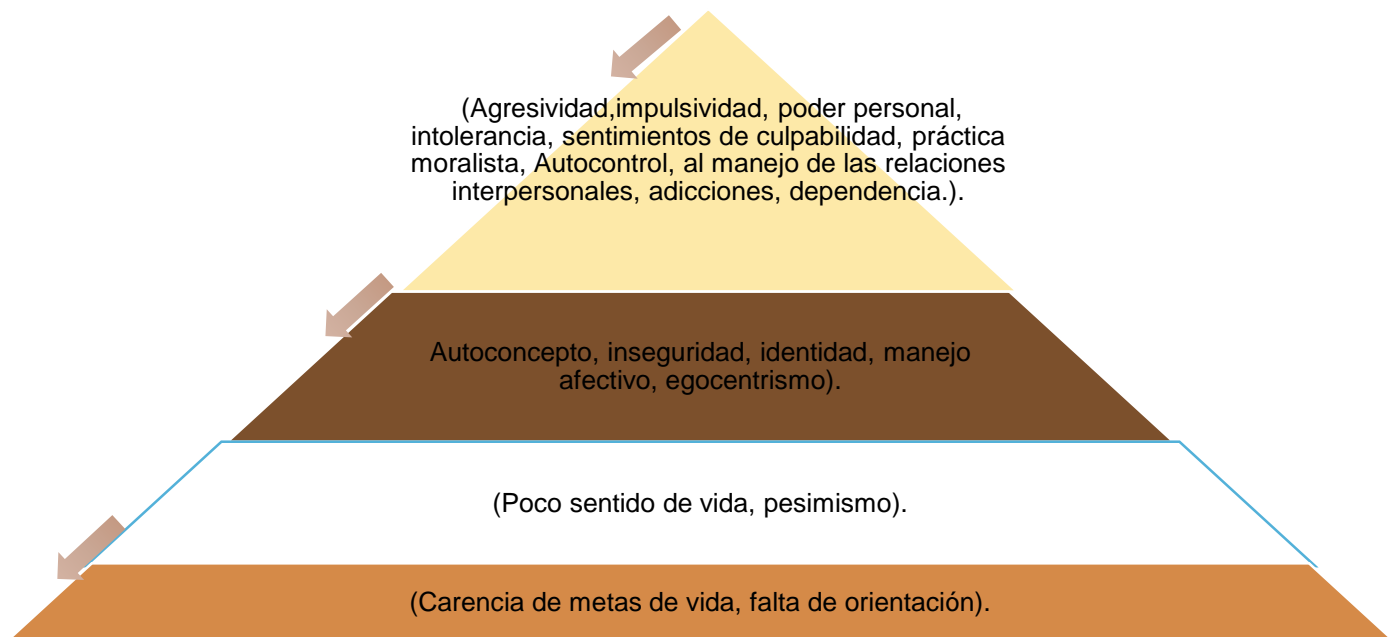 (Agresividad,impulsividad, poder personal,
intolerancia, sentimientos de culpabilidad, práctica
moralista, Autocontrol, al manejo de las relaciones
interpersonales, adicciones, dependencia.).
Autoconcepto, inseguridad, identidad, manejo
afectivo, egocentrismo).
(Poco sentido de vida, pesimismo).
(Carencia de metas de vida, falta de orientación).